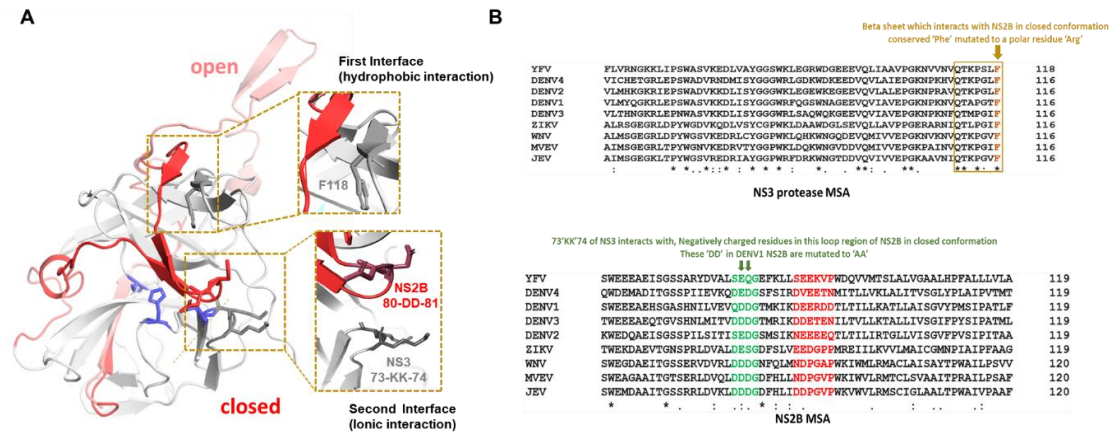 A
B
open
First Interface
(hydrophobic interaction)
F118
NS2B
80-DD-81
NS3
73-KK-74
closed
Second Interface
(Ionic interaction)
Beta sheet which interacts with NS2B in closed conformation
conserved 'Phe' mutated to a polar residue 'Arg'
YFV FLVRNGKKLIPSWASVKEDLVAYGGSWKLEGRWDGEEEVQLIAAVPGKNVVNVQTKPSLF 118
DENV4 VICHETGRLEPSWADVRNDMISYGGGWRLGDKWDKEEDVQVLAIEPGKNPKHVQTKPGLF 116
DENV2 VLMHKGKRIEPSWADVKKDLISYGGGWKLEGEWKEGEEVQVLALEPGKNPRAVQTKPGLF 116
DENV1 VLMYQGKRLEPSWASVKKDLISYGGGWRFQGSWNAGEEVQVIAVEPGKNPKNVQTAPGTF 116
DENV3 VLTHNGKRLEPNWASVKKDLISYGGGWRLSAQWQKGEEVQVIAVEPGKNPKNFQTMPGTF 116
ZIKV ALRSGEGRLDPYWGDVKQDLVSYCGPWKLDAAWDGLSEVQLLAVPPGERARNIQTLPGIF 116
WNV ALMSGEGRLDPYWGSVKEDRLCYGGPWKLQHKWNGQDEVQMIVVEPGKNVKNVQTKPGVF 116
MVEV AIMSGEGKLTPYWGSVKEDRVTYGGPWKLDQKWNGVDDVQVIVVEPGKPAINVQTKPGIF 116
JEV AIMSGEGKLTPYWGSVREDRIAYGGPWRFDRKWNGTDDVQVIVVEPGKAAVNIQTKPGVF 116
NS3 protease MSA
73'KK'74 of NS3 interacts with, Negatively charged residues in this loop region of NS2B in closed conformation
These 'DD' in DENV1 NS2B are mutated to 'AA'
YFV SWEEEAEISGSSARYDVALSEQGEFKLLSEEKVPWDQVVMTSLALVGAALHPFALLLVLA 119
DENV4 QWDEMADITGSSPIIEVKQDEDGSFSIRDVEETNMITLLVKLALITVSGLYPLAIPVTMT 119
DENV1 SWEEEAEHSGASHNILVEVQDDGTMKIKDEERDDTLTILLKATLLAISGVYPMSIPATLF 119
DENV3 TWEEEAEQTGVSHNLMITVDDDGTMRIKDDETENILTVLLKTALLIVSGIFPYSIPATLL 119
DENV2 KWEDQAEISGSSPILSITISEDGSMSIKNEEEEQTLTILIRTGLLVISGLFPVSIPITAA 119
ZIKV TWEKDAEVTGNSPRLDVALDESGDFSLVEEDGPPMREIILKVVLMAICGMNPIAIPFAAG 119
WNV SWESDAEITGSSERVDVRLDDDGNFQLMNDPGAPWKIWMLRMACLAISAYTPWAILPSVV 120
MVEV SWEGAAAITGTSERLDVQLDDDGDFKLLNDPGVPWKIWVLRMTCLSVAAITPRAILPSAF 120
JEV SWEMDAAITGSSRRLDVKLDDDGDFHLIDDPGVPWKVWVLRMSCIGLAALTPWAIVPAAF 120
NS2B MSA